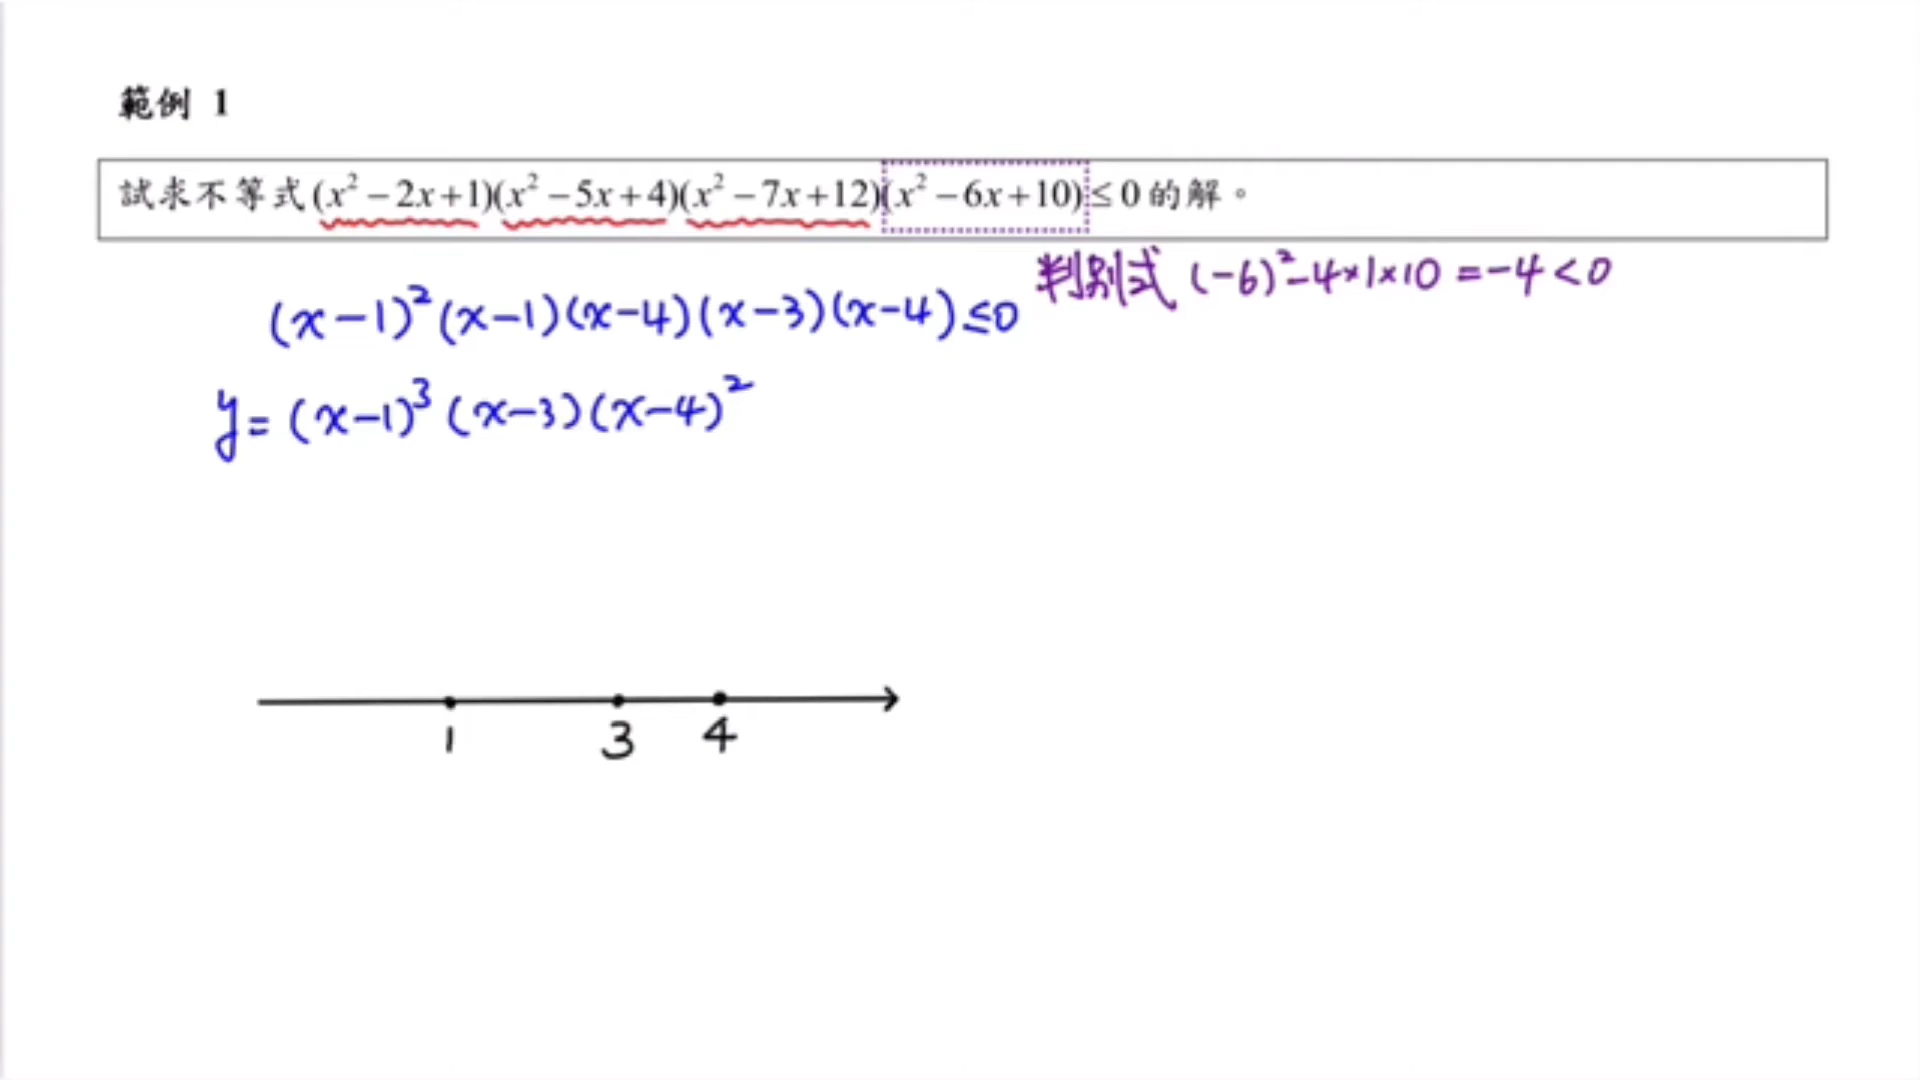 範例 1
試求不等式(x² − 2x + 1)(x² − 5x + 4)(x² − 7x + 12)(x² − 6x + 10) ≤ 0 的解。
判別式 (-6)² - 4×1×10 = -4 < 0
(x-1)² (x-1)(x-4)(x-3)(x-4) ≤ 0
y = (x-1)³ (x-3)(x-4)²
1 3 4